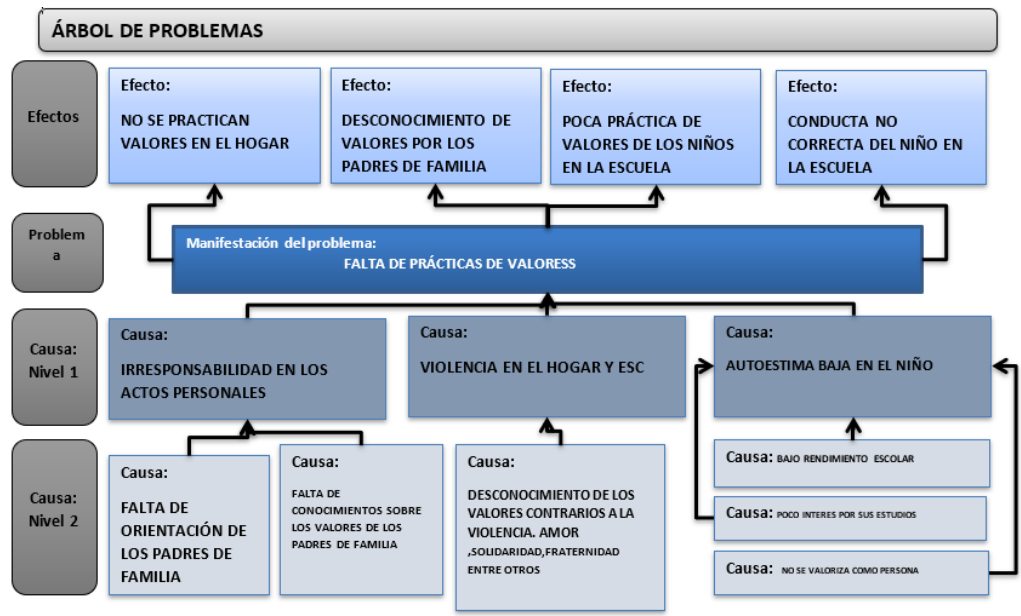 ÁRBOL DE PROBLEMAS
Efectos
Efecto:
NO SE PRACTICAN
VALORES EN EL HOGAR
Efecto:
DESCONOCIMIENTO DE
VALORES POR LOS
PADRES DE FAMILIA
Efecto:
POCA PRÁCTICA DE
VALORES DE LOS NIÑOS
EN LA ESCUELA
Efecto:
CONDUCTA NO
CORRECTA DEL NIÑO EN
LA ESCUELA
Problem
a
Manifestación del problema:
FALTA DE PRÁCTICAS DE VALORESS
Causa:
Nivel 1
Causa:
IRRESPONSABILIDAD EN LOS
ACTOS PERSONALES
Causa:
VIOLENCIA EN EL HOGAR Y ESC
Causa:
AUTOESTIMA BAJA EN EL NIÑO
Causa:
Nivel 2
Causa:
FALTA DE
ORIENTACIÓN DE
LOS PADRES DE
FAMILIA
Causa:
FALTA DE
CONOCIMIENTOS SOBRE
LOS VALORES DE LOS
PADRES DE FAMILIA
Causa:
DESCONOCIMIENTO DE LOS
VALORES CONTRARIOS A LA
VIOLENCIA. AMOR
,SOLIDARIDAD,FRATERNIDAD
ENTRE OTROS
Causa: BAJO RENDIMIENTO ESCOLAR
Causa: POCO INTERES POR SUS ESTUDIOS
Causa: NO SE VALORIZA COMO PERSONA